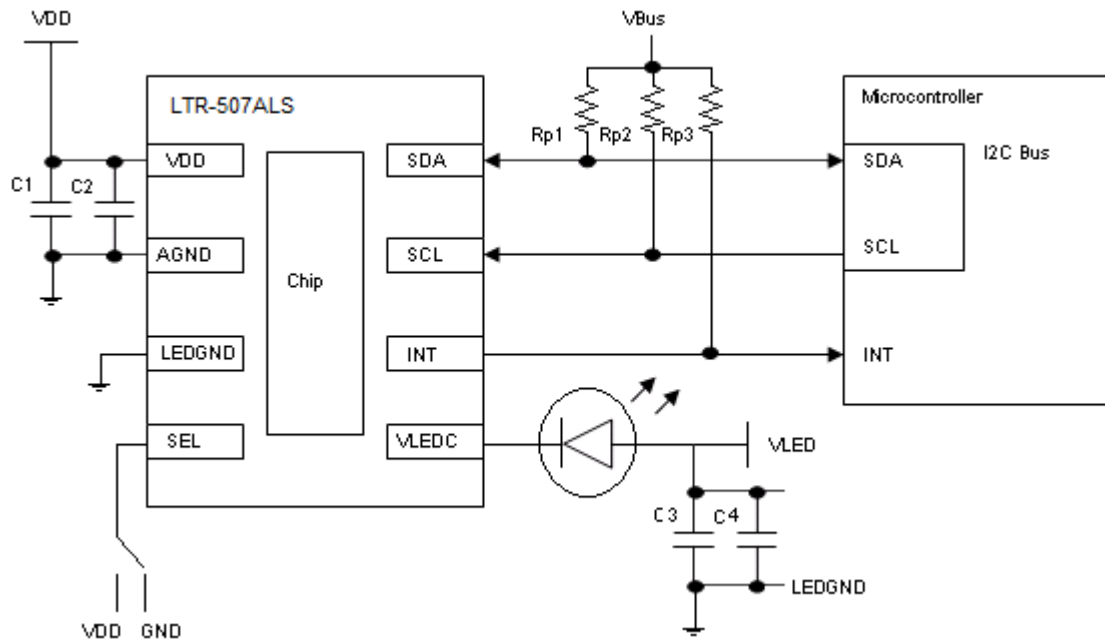 VDD
VBus
LTR-507ALS
Microcontroller
Rp1
Rp2
Rp3
VDD
SDA
SDA
I2C Bus
C1
C2
AGND
SCL
SCL
Chip
LEDGND
INT
INT
SEL
VLEDC
VLED
C3
C4
LEDGND
VDD
GND